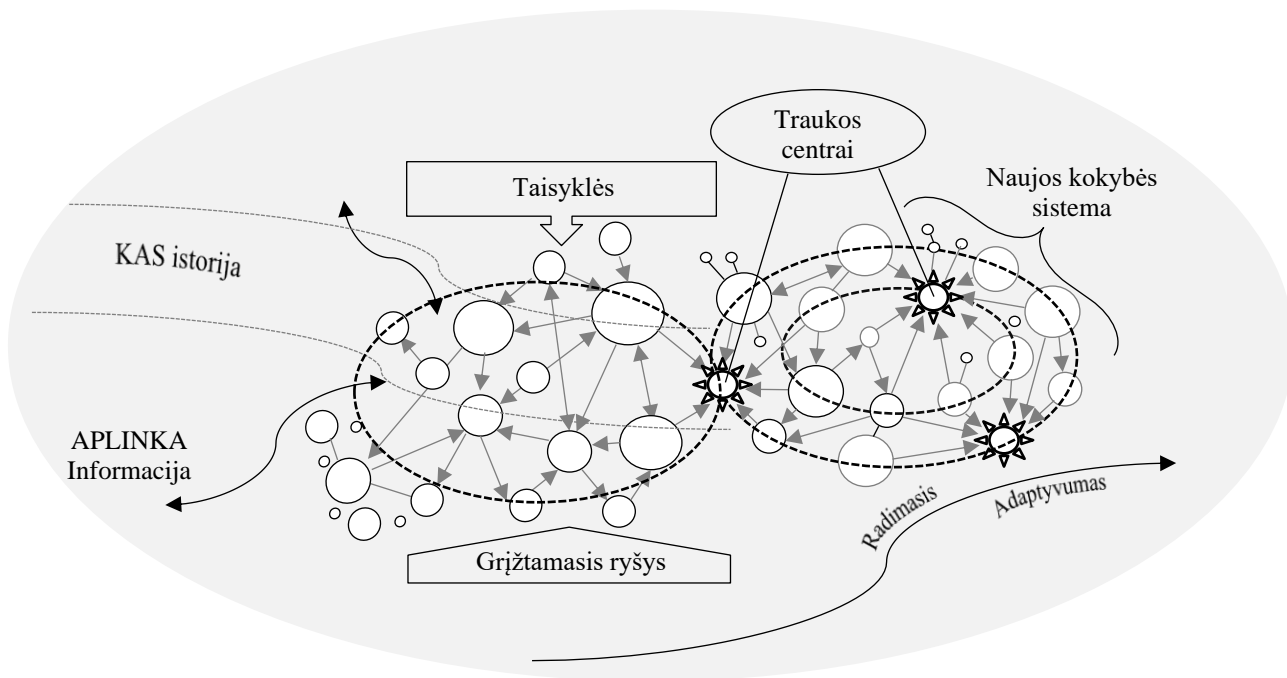 Traukos
centrai
Taisyklės
Naujos kokybės
sistema
KAS istorija
APLINKA
Informacija
Radimasis
Adaptyvumas
Grįžtamasis ryšys